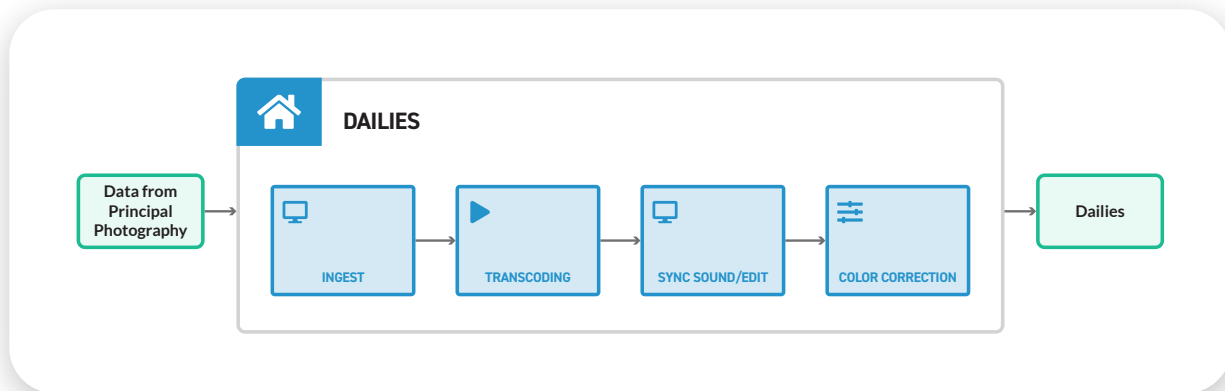 DAILIES
Data from
Principal
Photography
INGEST
TRANSCODING
SYNC SOUND/EDIT
COLOR CORRECTION
Dailies